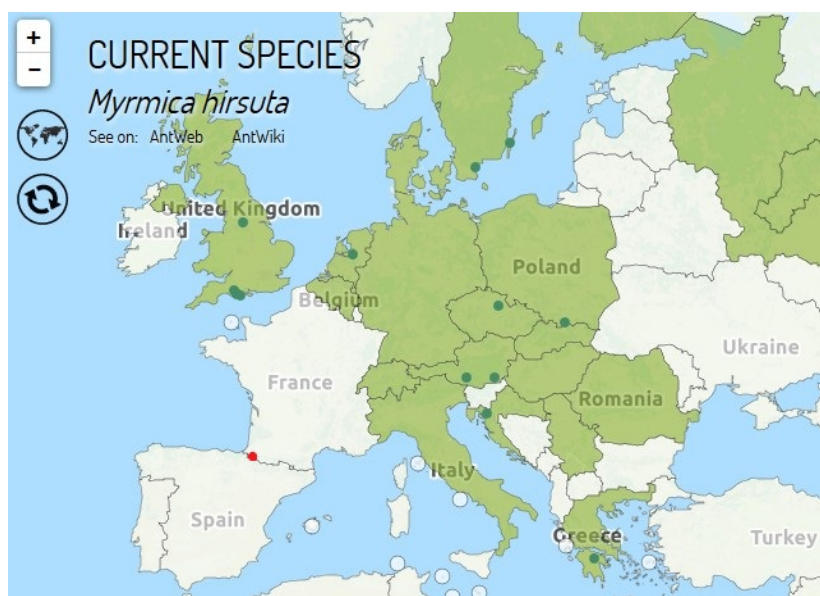 +
CURRENT SPECIES
−
Myrmica hirsuta
See on: AntWeb AntWiki
United Kingdom
Ireland
Poland
Belgium
Ukraine
France
Romania
Italy
Spain
Greece
Turkey